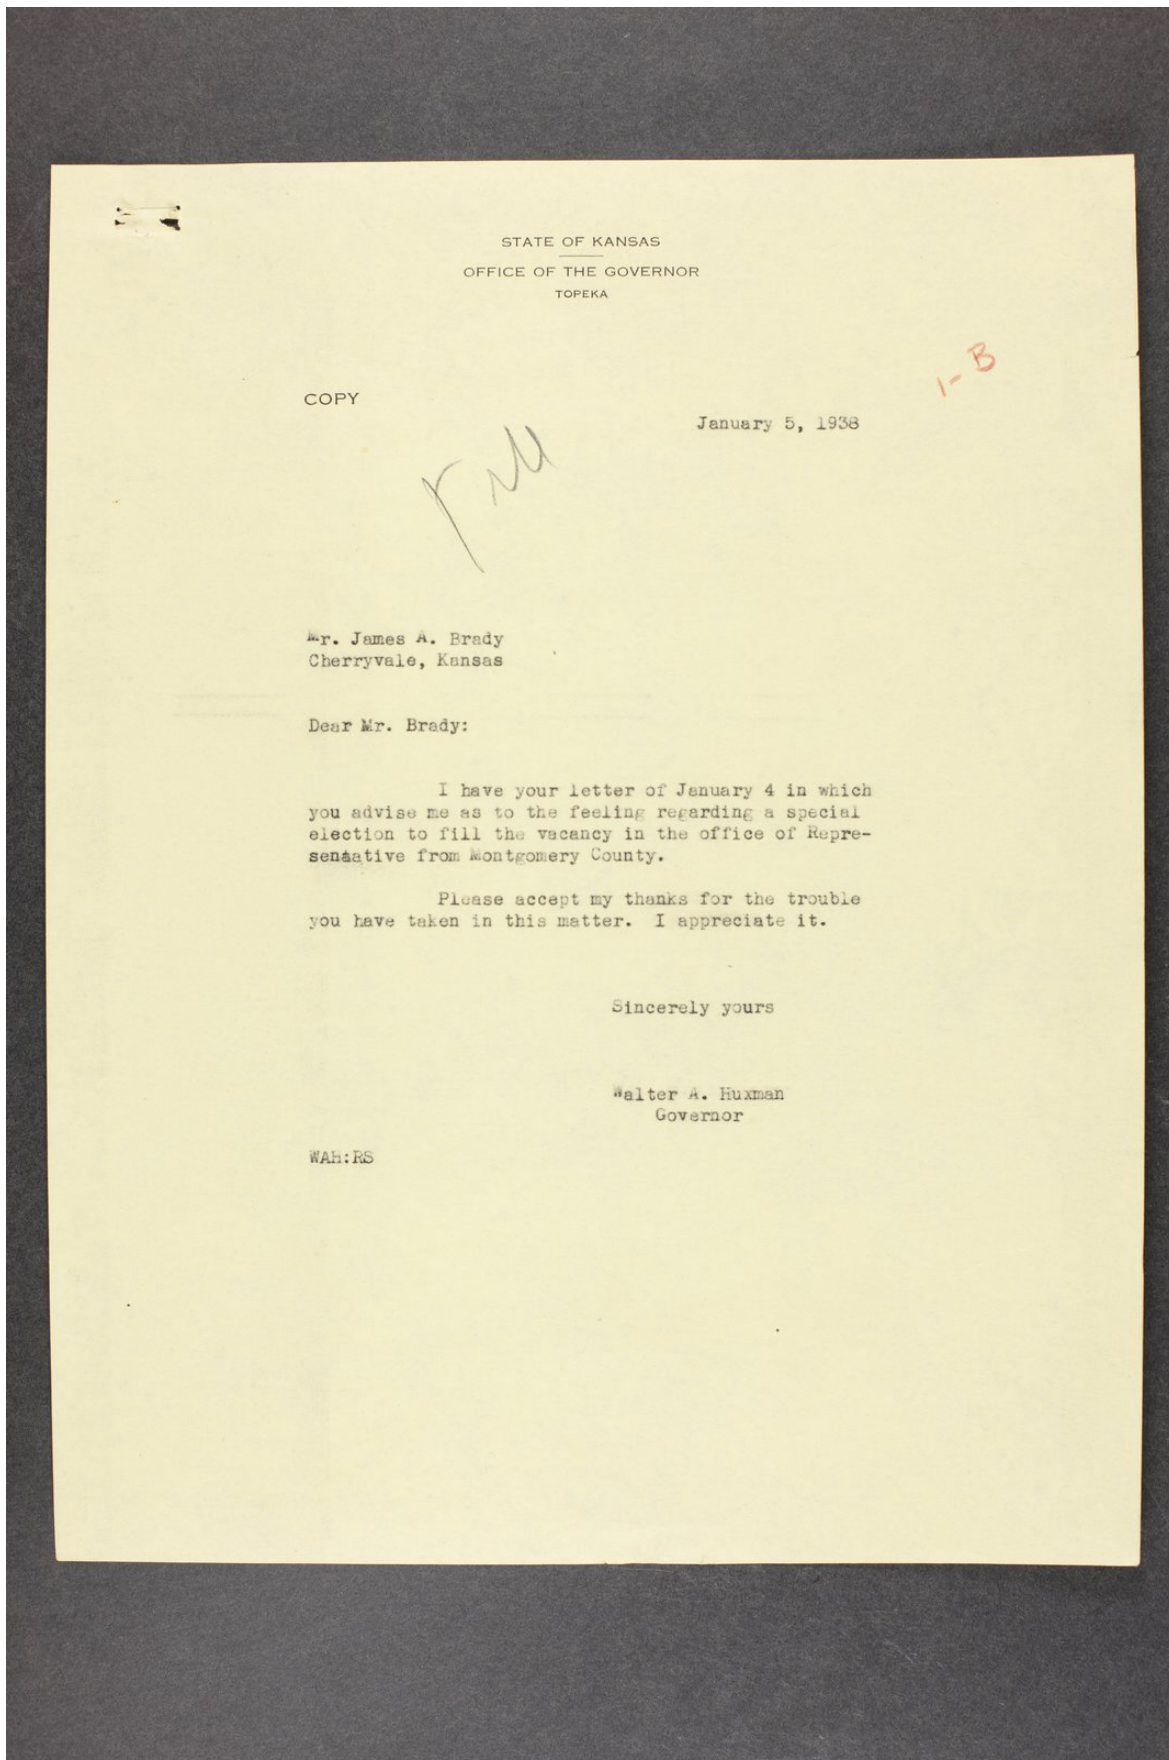 STATE OF KANSAS
OFFICE OF THE GOVERNOR
TOPEKA
1-B
COPY
January 5, 1938
Mr. James A. Brady
Cherryvale, Kansas
Dear Mr. Brady:
I have your letter of January 4 in which
you advise me as to the feeling regarding a special
election to fill the vacancy in the office of Repre-
sentative from Montgomery County.
Please accept my thanks for the trouble
you have taken in this matter. I appreciate it.
Sincerely yours
Walter A. Huxman
Governor
WAH:RS